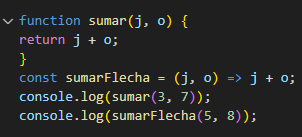 function sumar(j, o) {
return j + o;
}
const sumarFlecha = (j, o) => j + o;
console.log(sumar(3, 7));
console.log(sumarFlecha(5, 8));